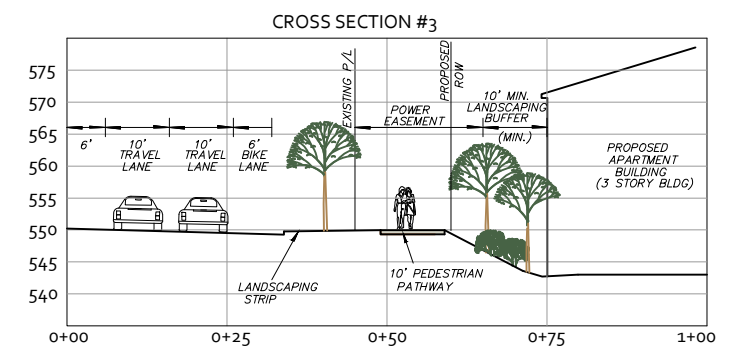 CROSS SECTION #3
575
570
565
560
555
550
545
540
6'
10'
TRAVEL
LANE
10'
TRAVEL
LANE
6'
BIKE
LANE
EXISTING P/L
POWER
EASEMENT
PROPOSED
ROW
10' MIN.
LANDSCAPING
BUFFER
(MIN.)
PROPOSED
APARTMENT
BUILDING
(3 STORY BLDG)
LANDSCAPING
STRIP
10' PEDESTRIAN
PATHWAY
0+00
0+25
0+50
0+75
1+00